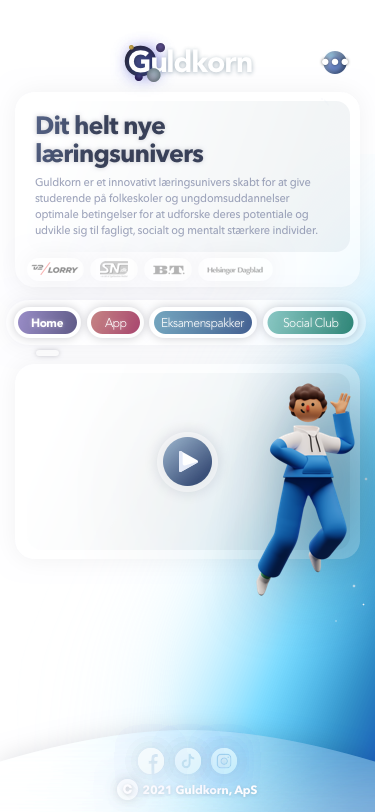 Guldkorn
Dit helt nye
læringsunivers
Guldkorn er et innovativt læringsunivers skabt for at give
studerende på folkeskoler og ungdomsuddannelser
optimale betingelser for at udforske deres potentiale og
udvikle sig til fagligt, socialt og mentalt stærkere individer.
TV2/LORRY SN B.T. Helsingør Dagblad
Home App Eksamenspakker Social Club
© 2021 Guldkorn, ApS